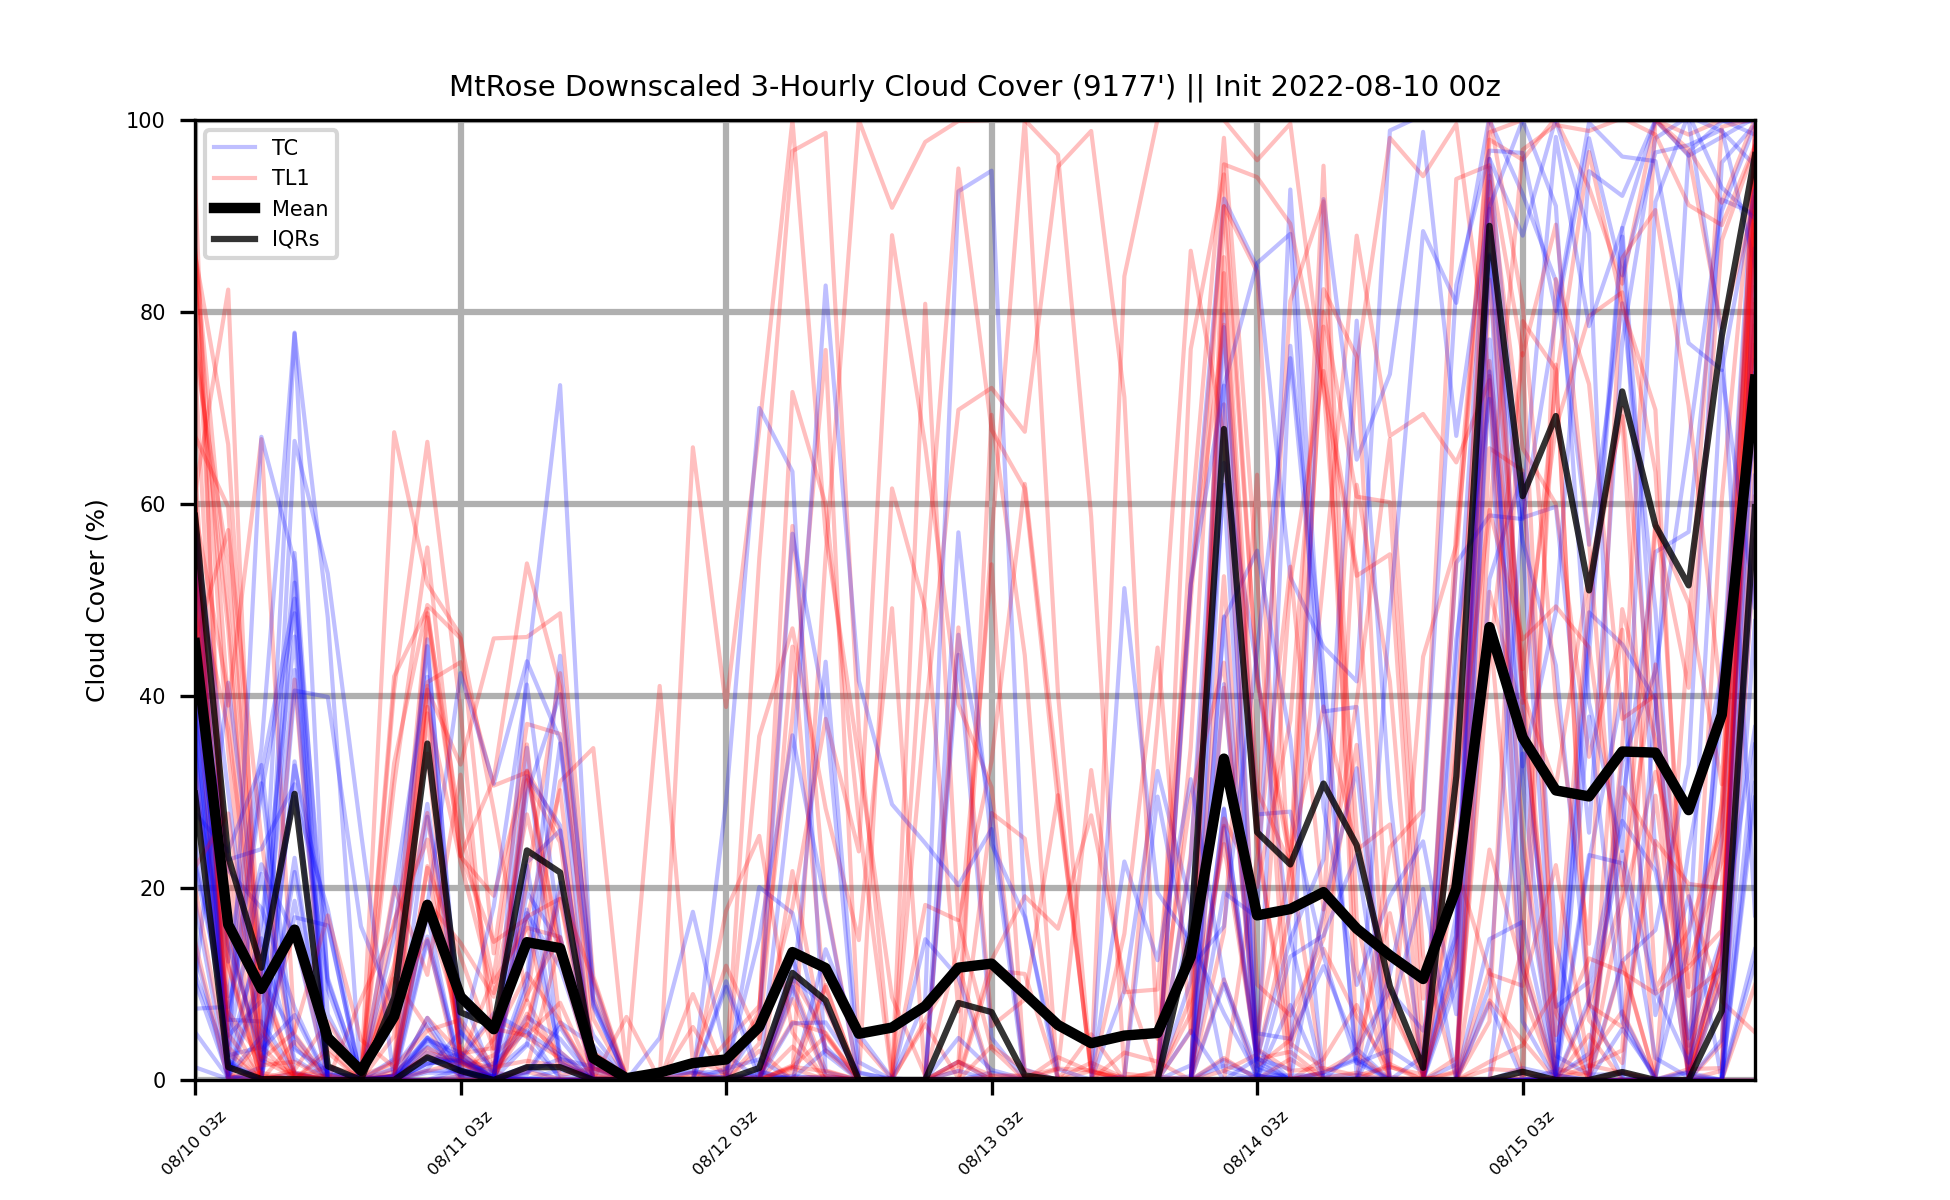 MtRose Downscaled 3-Hourly Cloud Cover (9177') || Init 2022-08-10 00z
100
80
60
40
20
0
Cloud Cover (%)
TC
TL1
Mean
IQRs
08/10 03z
08/11 03z
08/12 03z
08/13 03z
08/14 03z
08/15 03z